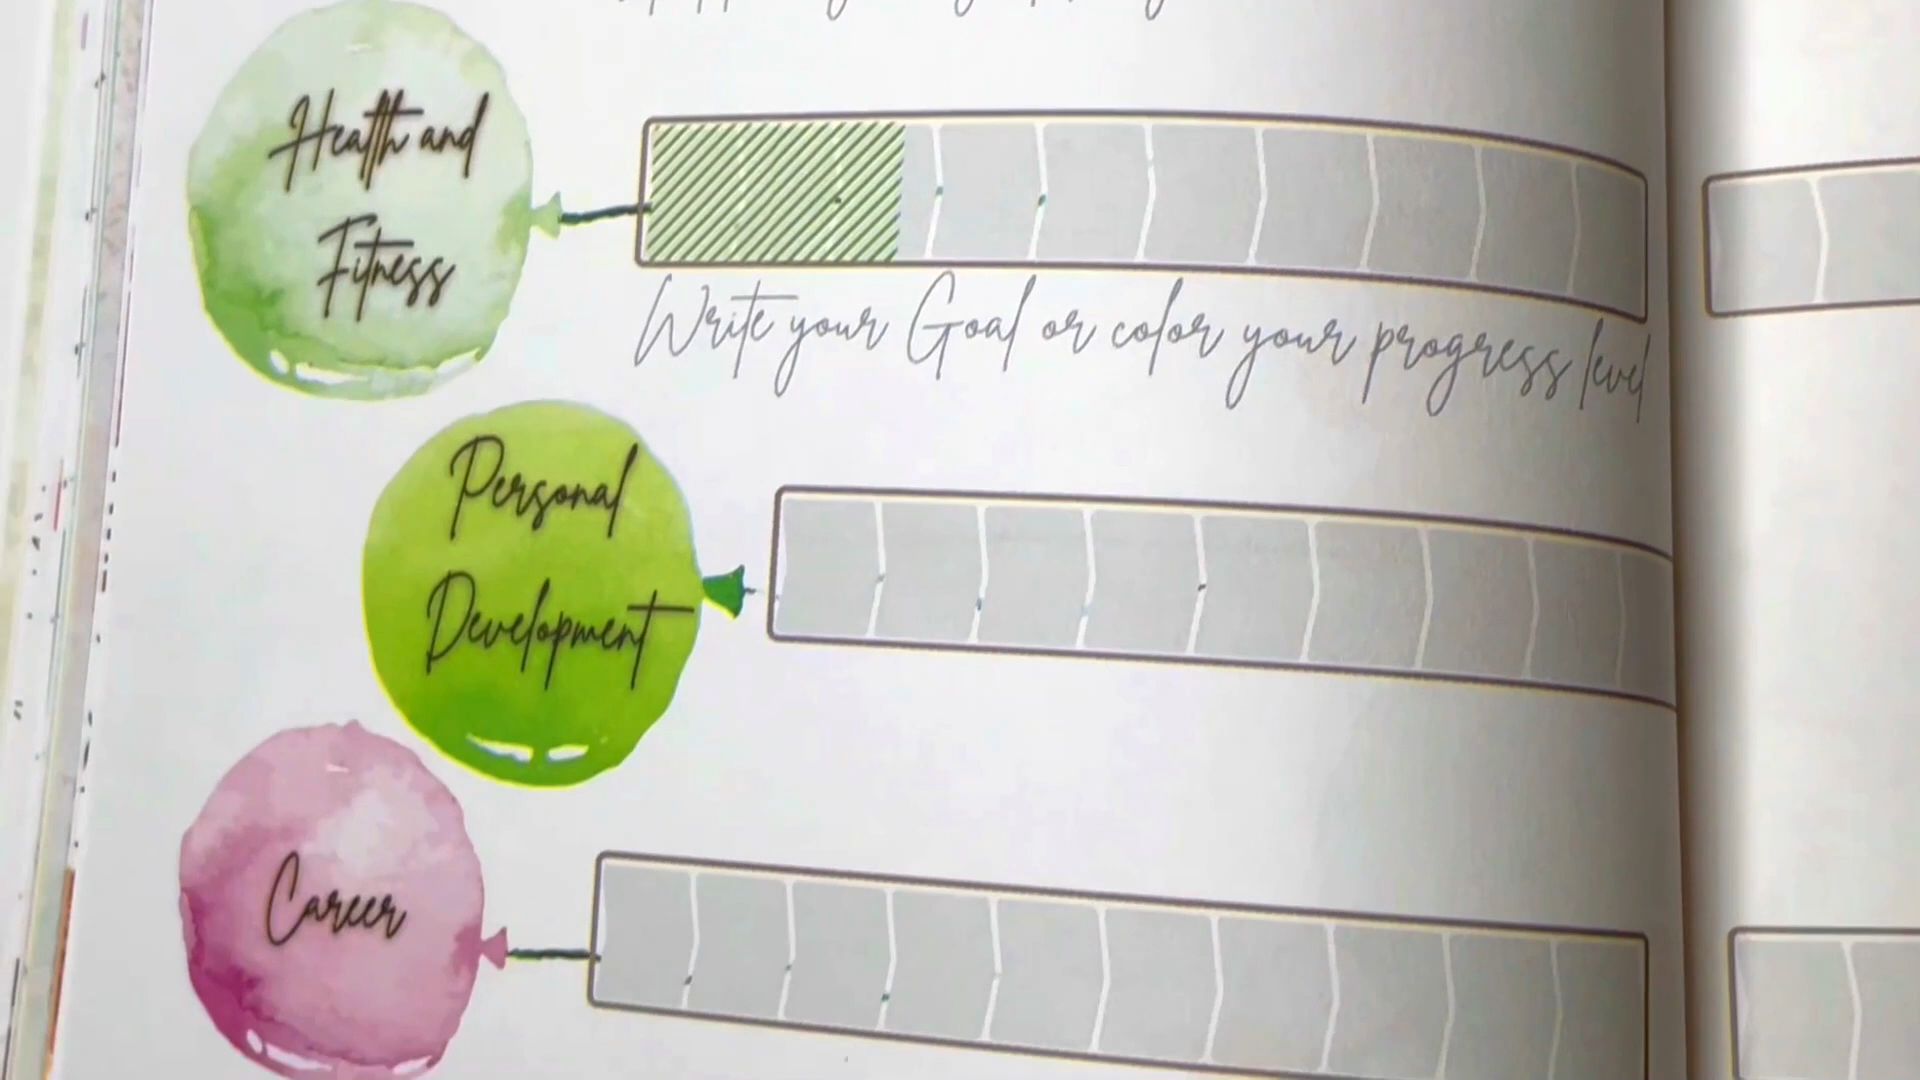 Health and
Fitness
Write your Goal or color your progress level
Personal
Development
Career